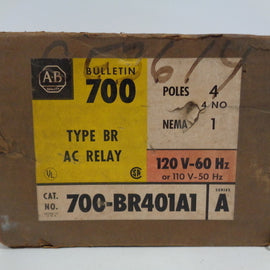 A-B
BULLETIN
700
POLES 4
4 NO
NEMA 1
TYPE BR
AC RELAY
120 V-60 Hz
or 110 V-50 Hz
UL
CAT.
NO.
700-BR401A1
SERIES
A